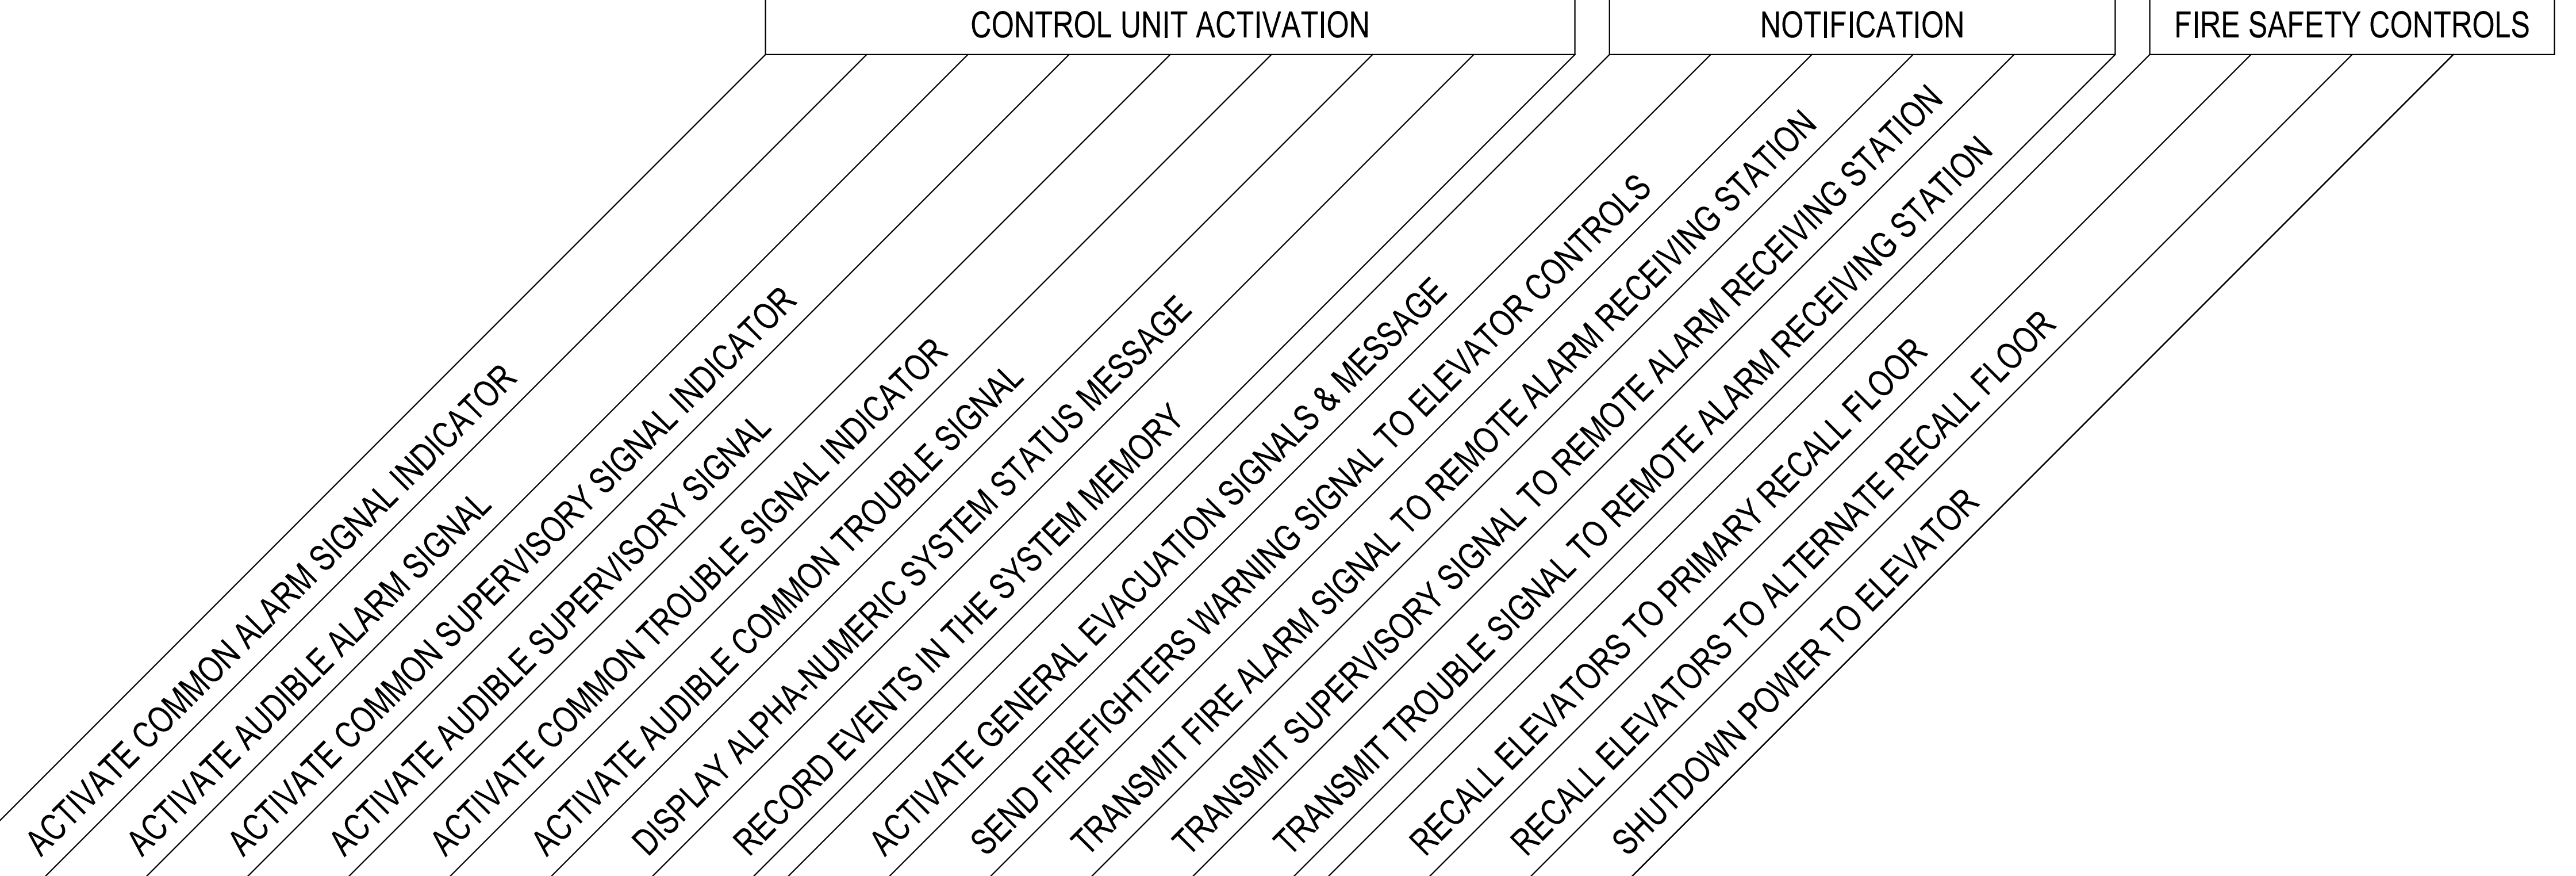 CONTROL UNIT ACTIVATION
NOTIFICATION
FIRE SAFETY CONTROLS
ACTIVATE COMMON ALARM SIGNAL INDICATOR
ACTIVATE AUDIBLE ALARM SIGNAL
ACTIVATE COMMON SUPERVISORY SIGNAL INDICATOR
ACTIVATE AUDIBLE SUPERVISORY SIGNAL
ACTIVATE COMMON TROUBLE SIGNAL INDICATOR
ACTIVATE AUDIBLE COMMON TROUBLE SIGNAL
DISPLAY ALPHA-NUMERIC SYSTEM STATUS MESSAGE
RECORD EVENTS IN THE SYSTEM MEMORY
ACTIVATE GENERAL EVACUATION SIGNALS & MESSAGE
SEND FIREFIGHTERS WARNING SIGNAL TO ELEVATOR CONTROLS
TRANSMIT FIRE ALARM SIGNAL TO REMOTE ALARM RECEIVING STATION
TRANSMIT SUPERVISORY SIGNAL TO REMOTE ALARM RECEIVING STATION
TRANSMIT TROUBLE SIGNAL TO REMOTE ALARM RECEIVING STATION
RECALL ELEVATORS TO PRIMARY RECALL FLOOR
RECALL ELEVATORS TO ALTERNATE RECALL FLOOR
SHUTDOWN POWER TO ELEVATOR